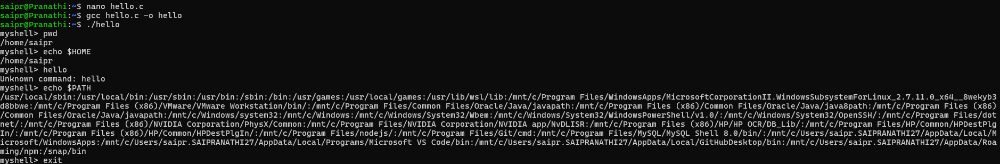 saipr@Pranathi:~$ nano hello.c
saipr@Pranathi:~$ gcc hello.c -o hello
saipr@Pranathi:~$ ./hello
myshell> pwd
/home/saipr
myshell> echo $HOME
/home/saipr
myshell> hello
Unknown command: hello
myshell> echo $PATH
/usr/local/sbin:/usr/local/bin:/usr/sbin:/usr/bin:/sbin:/bin:/usr/games:/usr/local/games:/usr/lib/wsl/lib:/mnt/c/Program Files/WindowsApps/MicrosoftCorporationII.WindowsSubsystemForLinux_2.7.11.0_x64__8wekyb3
d8bbwe:/mnt/c/Program Files (x86)/VMware/VMware Workstation/bin/:/mnt/c/Program Files/Common Files/Oracle/Java/javapath:/mnt/c/Program Files (x86)/Common Files/Oracle/Java/java8path:/mnt/c/Program Files (x86)
/Common Files/Oracle/Java/javapath:/mnt/c/Windows/system32:/mnt/c/Windows:/mnt/c/Windows/System32/Wbem:/mnt/c/Windows/System32/WindowsPowerShell/v1.0/:/mnt/c/Windows/System32/OpenSSH/:/mnt/c/Program Files/dot
net/:/mnt/c/Program Files (x86)/NVIDIA Corporation/PhysX/Common:/mnt/c/Program Files/NVIDIA Corporation/NVIDIA app/NvDLISR:/mnt/c/Program Files (x86)/HP/HP OCR/DB_Lib/:/mnt/c/Program Files/HP/Common/HPDestPlg
In/:/mnt/c/Program Files (x86)/HP/Common/HPDestPlgIn/:/mnt/c/Program Files/nodejs/:/mnt/c/Program Files/Git/cmd:/mnt/c/Program Files/MySQL/MySQL Shell 8.0/bin/:/mnt/c/Users/saipr.SAIPRANATHI27/AppData/Local/M
icrosoft/WindowsApps:/mnt/c/Users/saipr.SAIPRANATHI27/AppData/Local/Programs/Microsoft VS Code/bin:/mnt/c/Users/saipr.SAIPRANATHI27/AppData/Local/GitHubDesktop/bin:/mnt/c/Users/saipr.SAIPRANATHI27/AppData/Roa
ming/npm:/snap/bin
myshell> exit